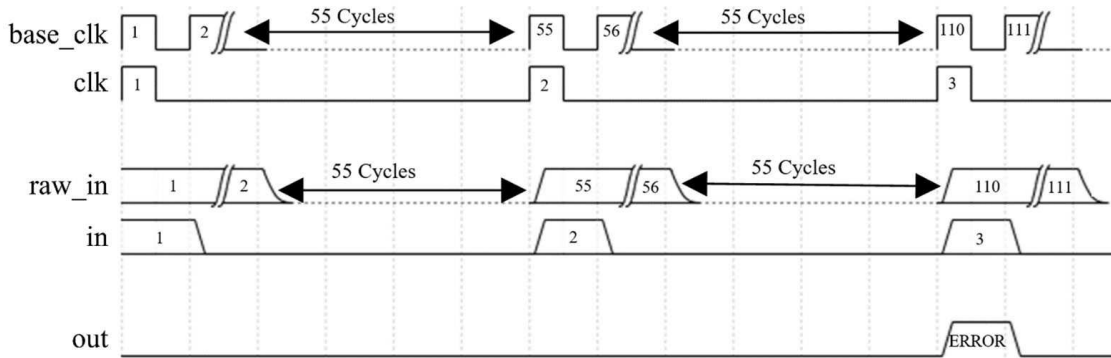 55 Cycles 55 Cycles
base_clk 1 2 55 56 110 111
clk 1 2 3
55 Cycles 55 Cycles
raw_in 1 2 55 56 110 111
in 1 2 3
out ERROR